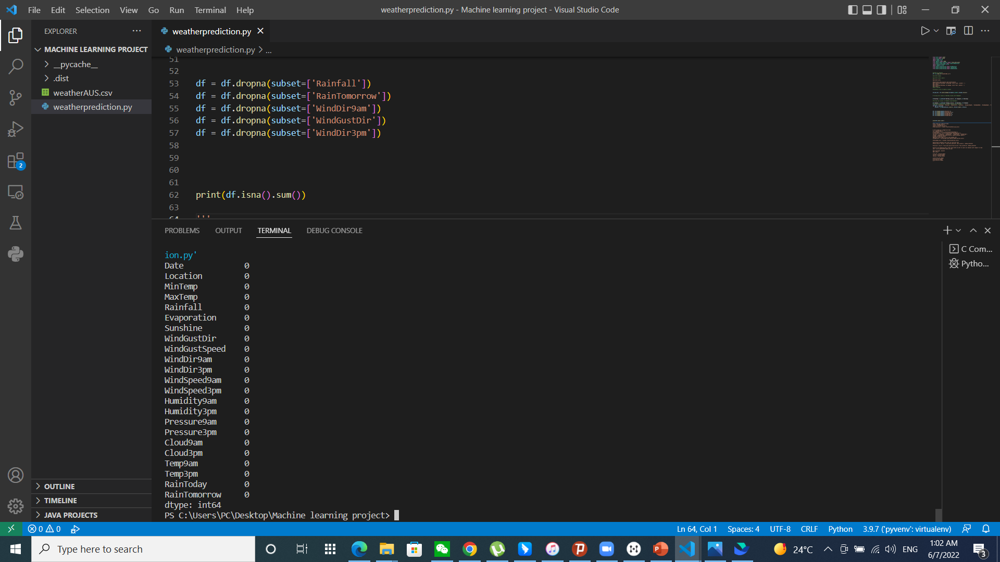 File Edit Selection View Go Run Terminal Help
weatherprediction.py - Machine learning project - Visual Studio Code
EXPLORER
MACHINE LEARNING PROJECT
__pycache__
.dist
weatherAUS.csv
weatherprediction.py
OUTLINE
TIMELINE
JAVA PROJECTS
2
weatherprediction.py
weatherprediction.py > ...
51
52
53 df = df.dropna(subset=['Rainfall'])
54 df = df.dropna(subset=['RainTomorrow'])
55 df = df.dropna(subset=['WindDir9am'])
56 df = df.dropna(subset=['WindGustDir'])
57 df = df.dropna(subset=['WindDir3pm'])
58
59
60
61
62 print(df.isna().sum())
63
64 '''
PROBLEMS OUTPUT TERMINAL DEBUG CONSOLE
C Com...
Pytho...
ion.py'
Date 0
Location 0
MinTemp 0
MaxTemp 0
Rainfall 0
Evaporation 0
Sunshine 0
WindGustDir 0
WindGustSpeed 0
WindDir9am 0
WindDir3pm 0
WindSpeed9am 0
WindSpeed3pm 0
Humidity9am 0
Humidity3pm 0
Pressure9am 0
Pressure3pm 0
Cloud9am 0
Cloud3pm 0
Temp9am 0
Temp3pm 0
RainToday 0
RainTomorrow 0
dtype: int64
PS C:\Users\PC\Desktop\Machine learning project>
0 0
Ln 64, Col 1 Spaces: 4 UTF-8 CRLF Python 3.9.7 ('pyvenv': virtualenv)
Type here to search
24°C
ENG
1:02 AM
6/7/2022
3